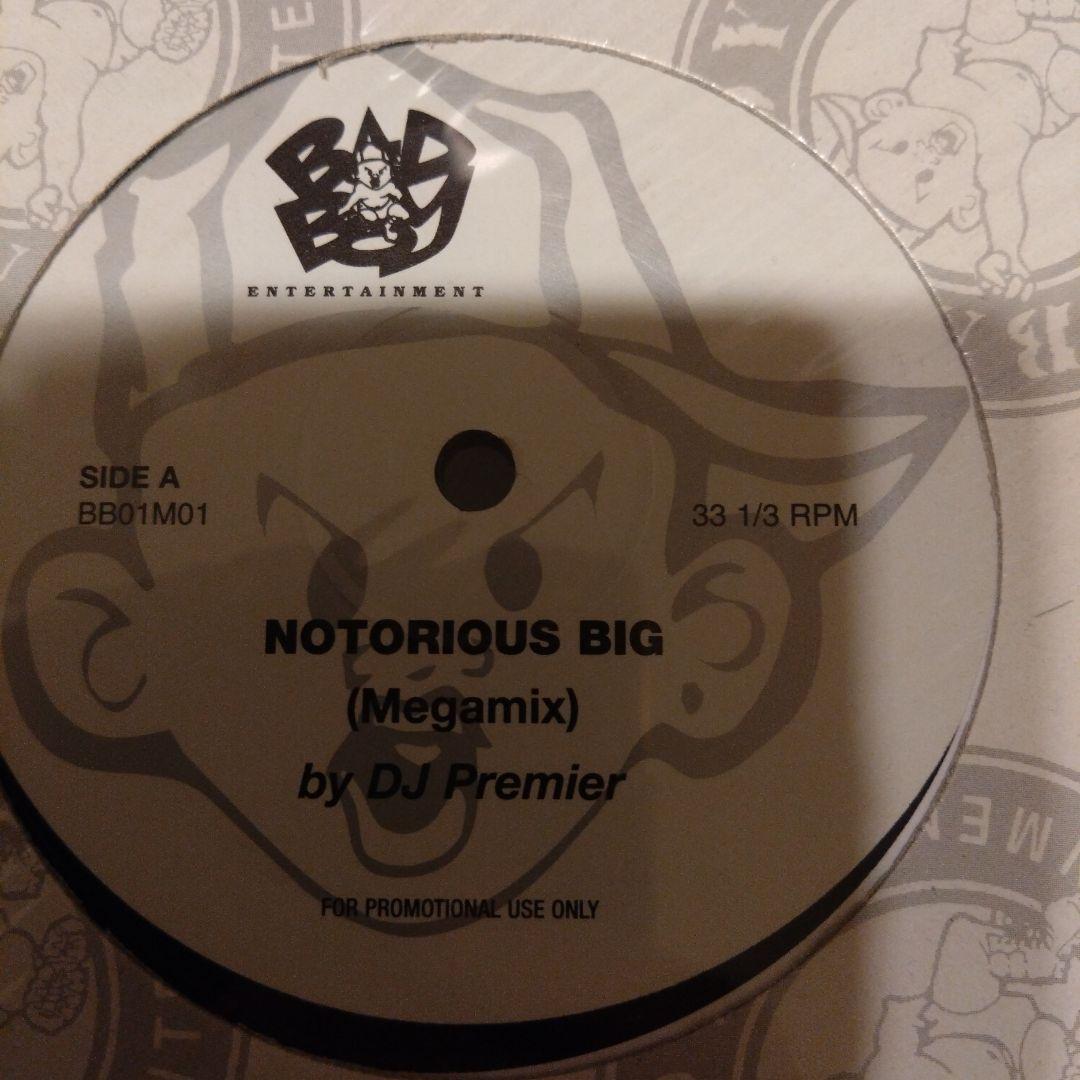 BAD
BOY
ENTERTAINMENT
SIDE A
BB01M01
33 1/3 RPM
NOTORIOUS BIG
(Megamix)
by DJ Premier
FOR PROMOTIONAL USE ONLY